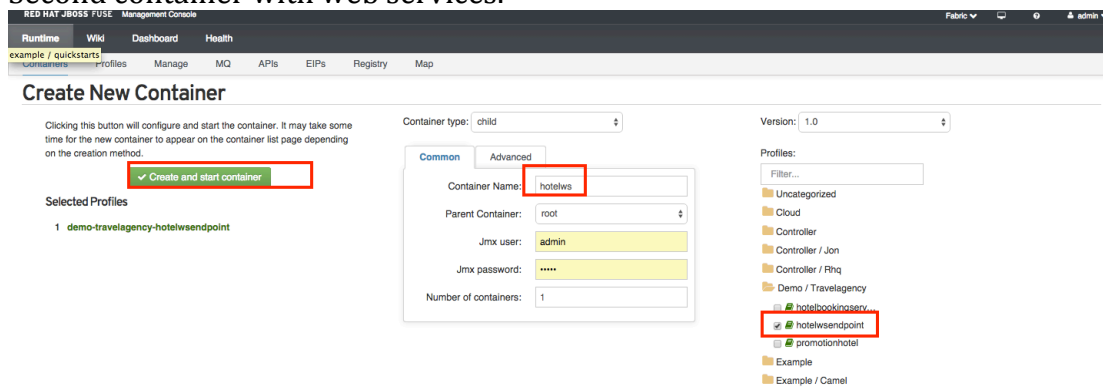 Second container with web services.
RED HAT JBOSS FUSE Management Console
Fabric
admin
Runtime Wiki Dashboard Health
example / quickstarts
Containers Profiles Manage MQ APIs EIPs Registry Map
Create New Container
Clicking this button will configure and start the container. It may take some
time for the new container to appear on the container list page depending
on the creation method.
Create and start container
Selected Profiles
1 demo-travelagency-hotelwsendpoint
Container type: child
Common Advanced
Container Name: hotelws
Parent Container: root
Jmx user: admin
Jmx password: •••••
Number of containers: 1
Version: 1.0
Profiles:
Filter...
Uncategorized
Cloud
Controller
Controller / Jon
Controller / Rhq
Demo / Travelagency
hotelbookingserv...
hotelwsendpoint
promotionhotel
Example
Example / Camel